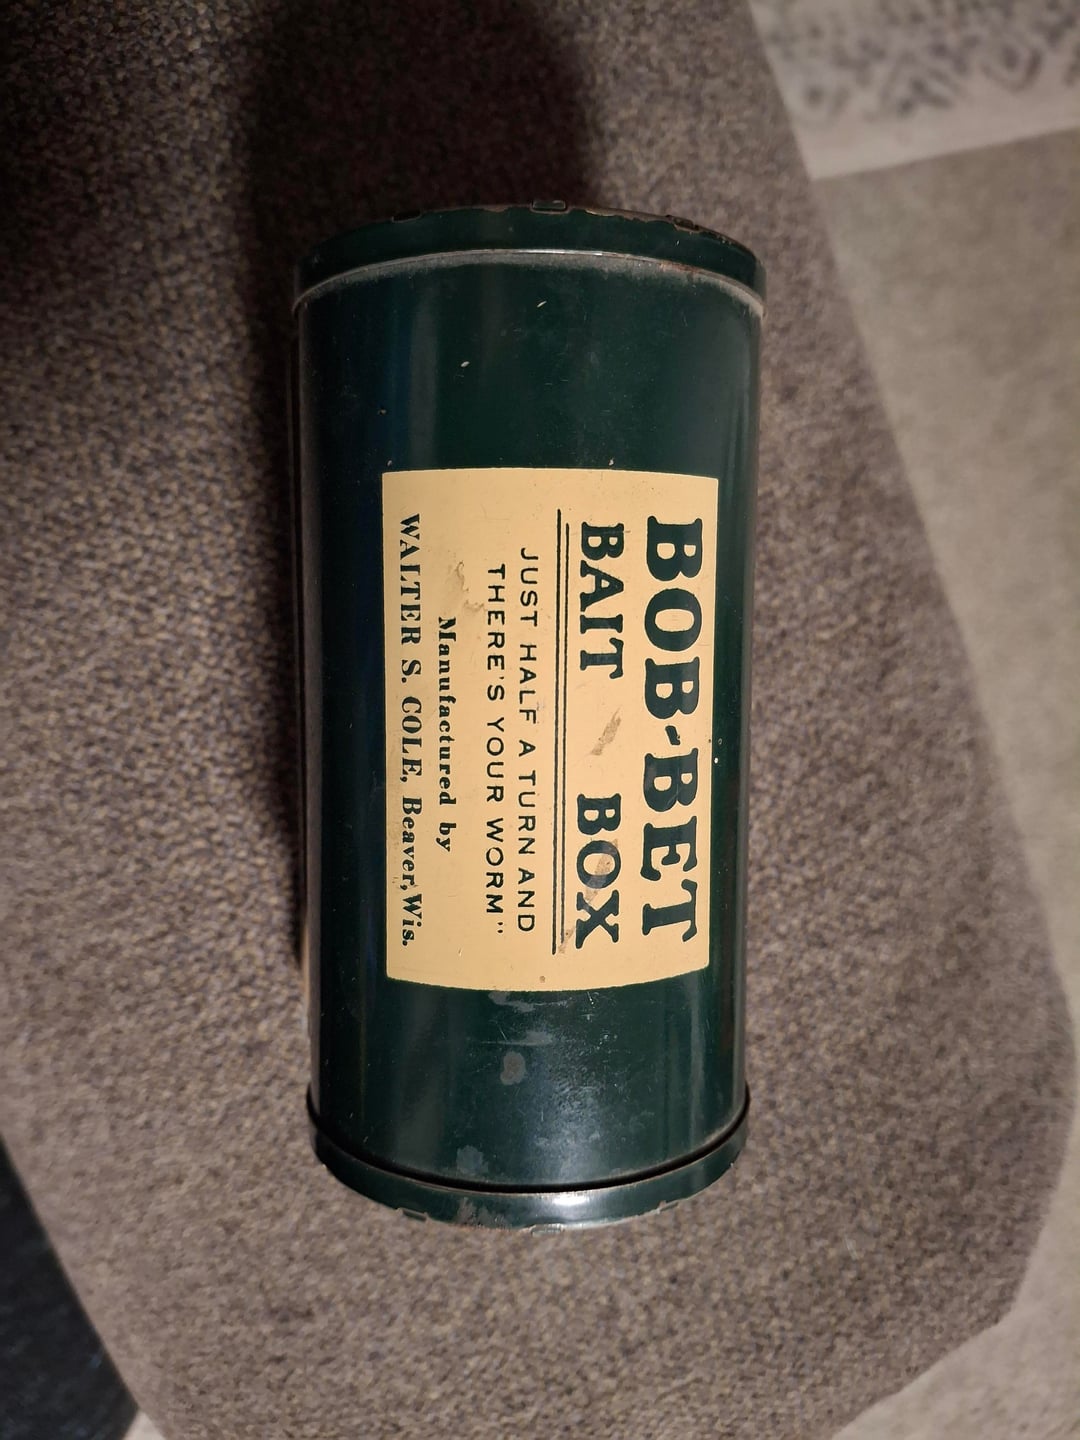 BOB-BET
BAIT BOX
JUST HALF A TURN AND
THERE'S YOUR WORM"
Manufactured by
WALTER S. COLE, Beaver, Wis.